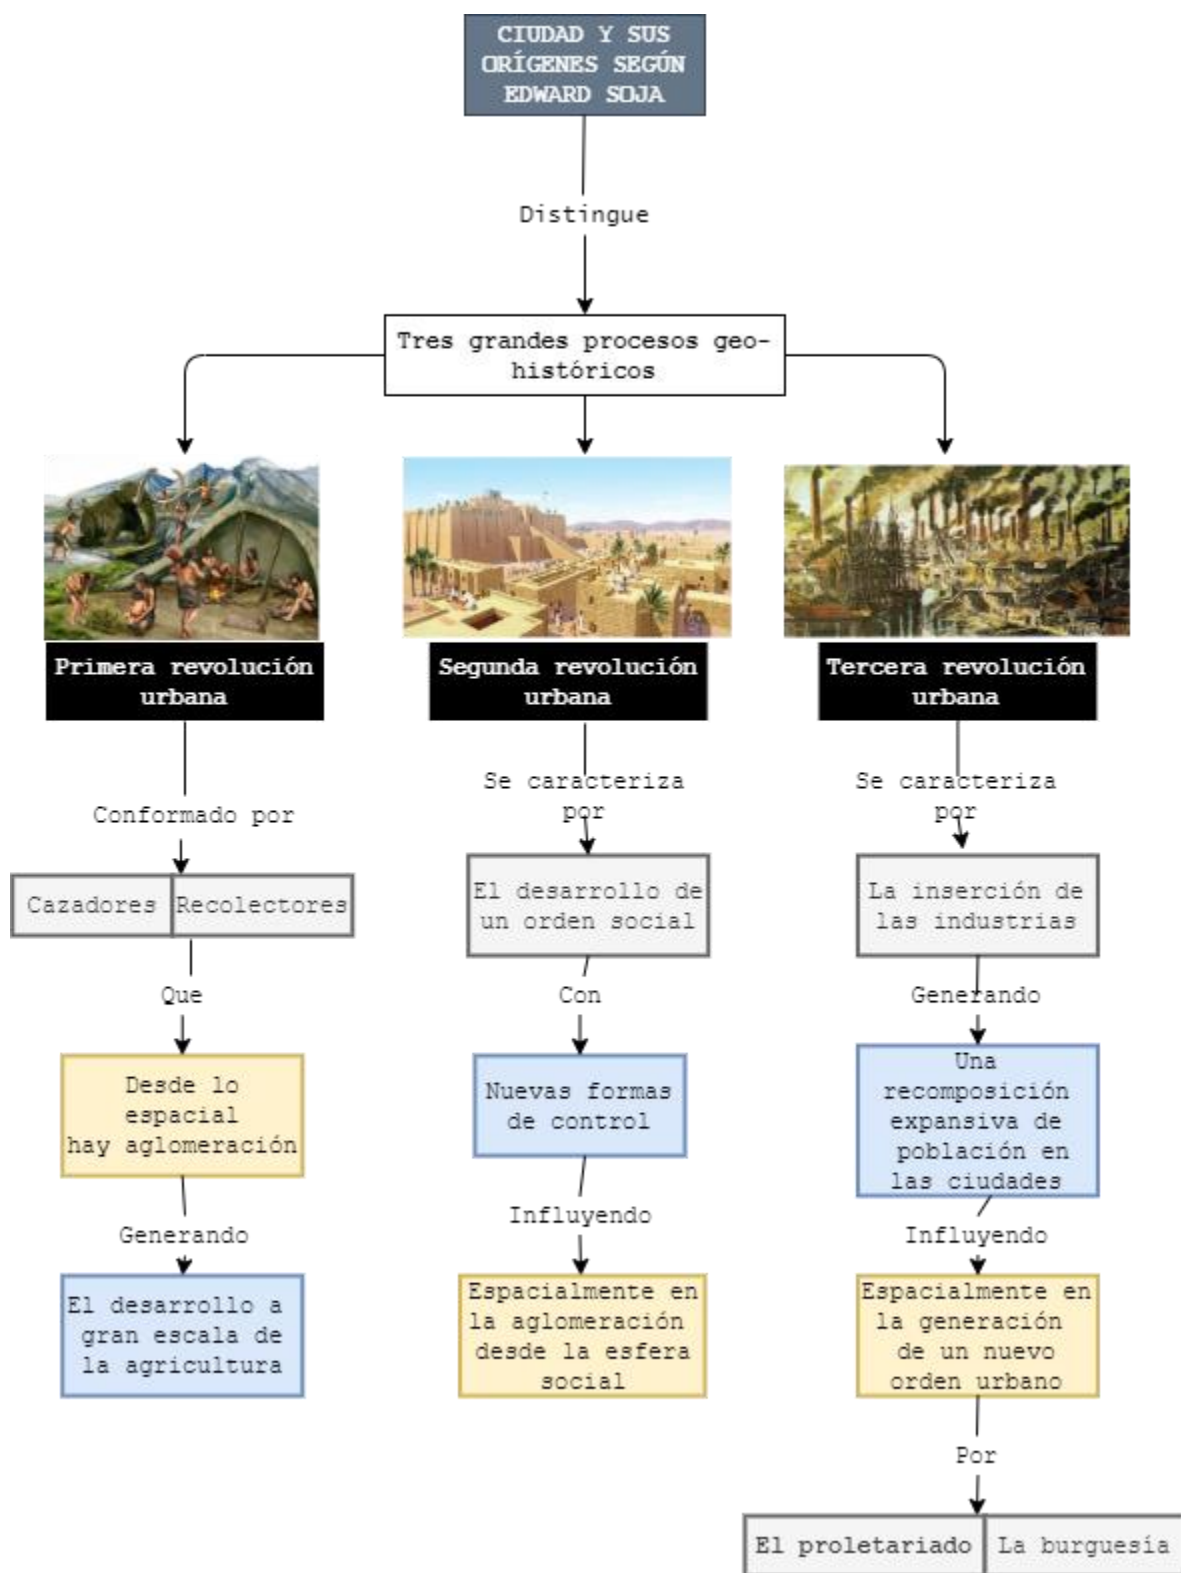 CIUDAD Y SUS
ORÍGENES SEGÚN
EDWARD SOJA
Distingue
Tres grandes procesos geo-
históricos
Primera revolución
urbana
Conformado por
Cazadores
Recolectores
Que
Desde lo
espacial
hay aglomeración
Generando
El desarrollo a
gran escala de
la agricultura
Segunda revolución
urbana
Se caracteriza
por
El desarrollo de
un orden social
Con
Nuevas formas
de control
Influyendo
Espacialmente en
la aglomeración
desde la esfera
social
Tercera revolución
urbana
Se caracteriza
por
La inserción de
las industrias
Generando
Una
recomposición
expansiva de
población en
las ciudades
Influyendo
Espacialmente en
la generación
de un nuevo
orden urbano
Por
El proletariado
La burguesía